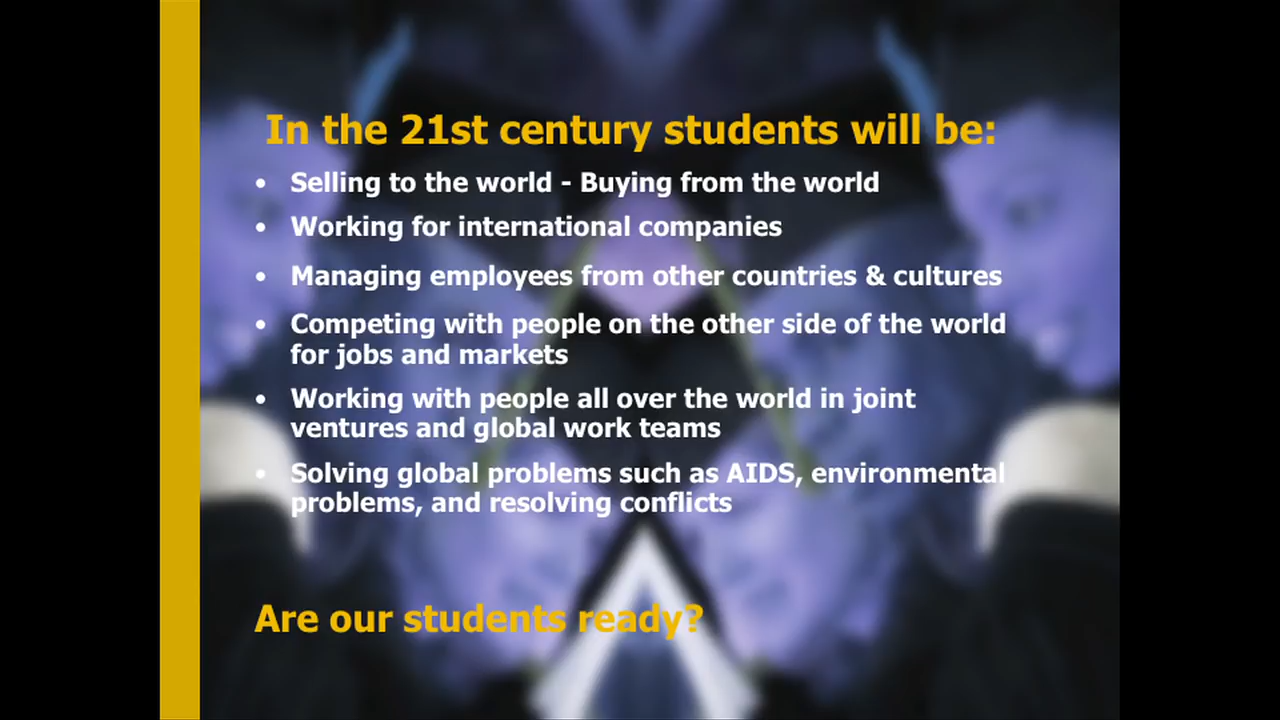 In the 21st century students will be:
• Selling to the world - Buying from the world
• Working for international companies
• Managing employees from other countries & cultures
• Competing with people on the other side of the world
for jobs and markets
• Working with people all over the world in joint
ventures and global work teams
• Solving global problems such as AIDS, environmental
problems, and resolving conflicts
Are our students ready?